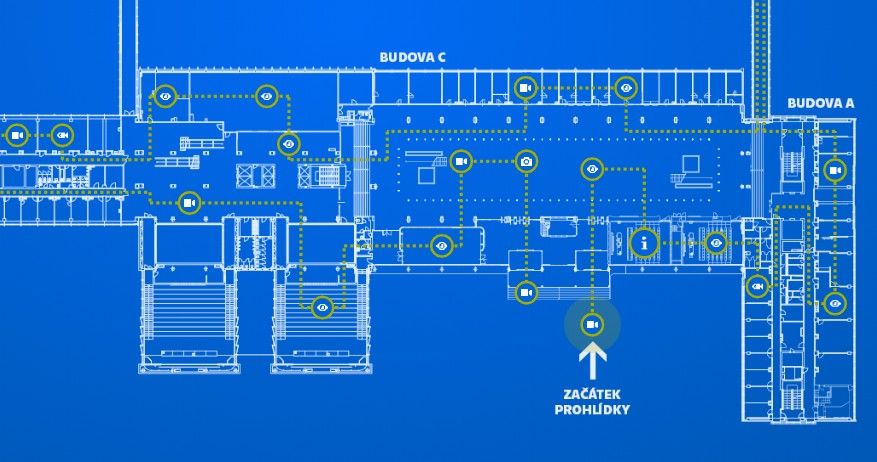 BUDOVA C
BUDOVA A
i
ZAČÁTEK
PROHLÍDKY